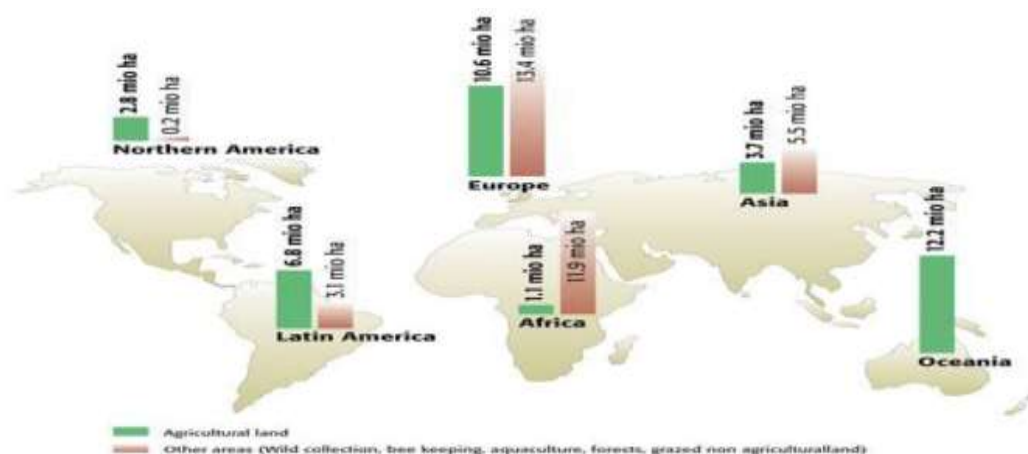 2.8 mio ha
0.2 mio ha
Northern America
10.6 mio ha
13.4 mio ha
Europe
3.7 mio ha
5.5 mio ha
Asia
6.8 mio ha
3.1 mio ha
Latin America
1.1 mio ha
11.9 mio ha
Africa
12.2 mio ha
Oceania
Agricultural land
Other areas (Wild collection, bee keeping, aquaculture, forests, grazed non agriculturalland)